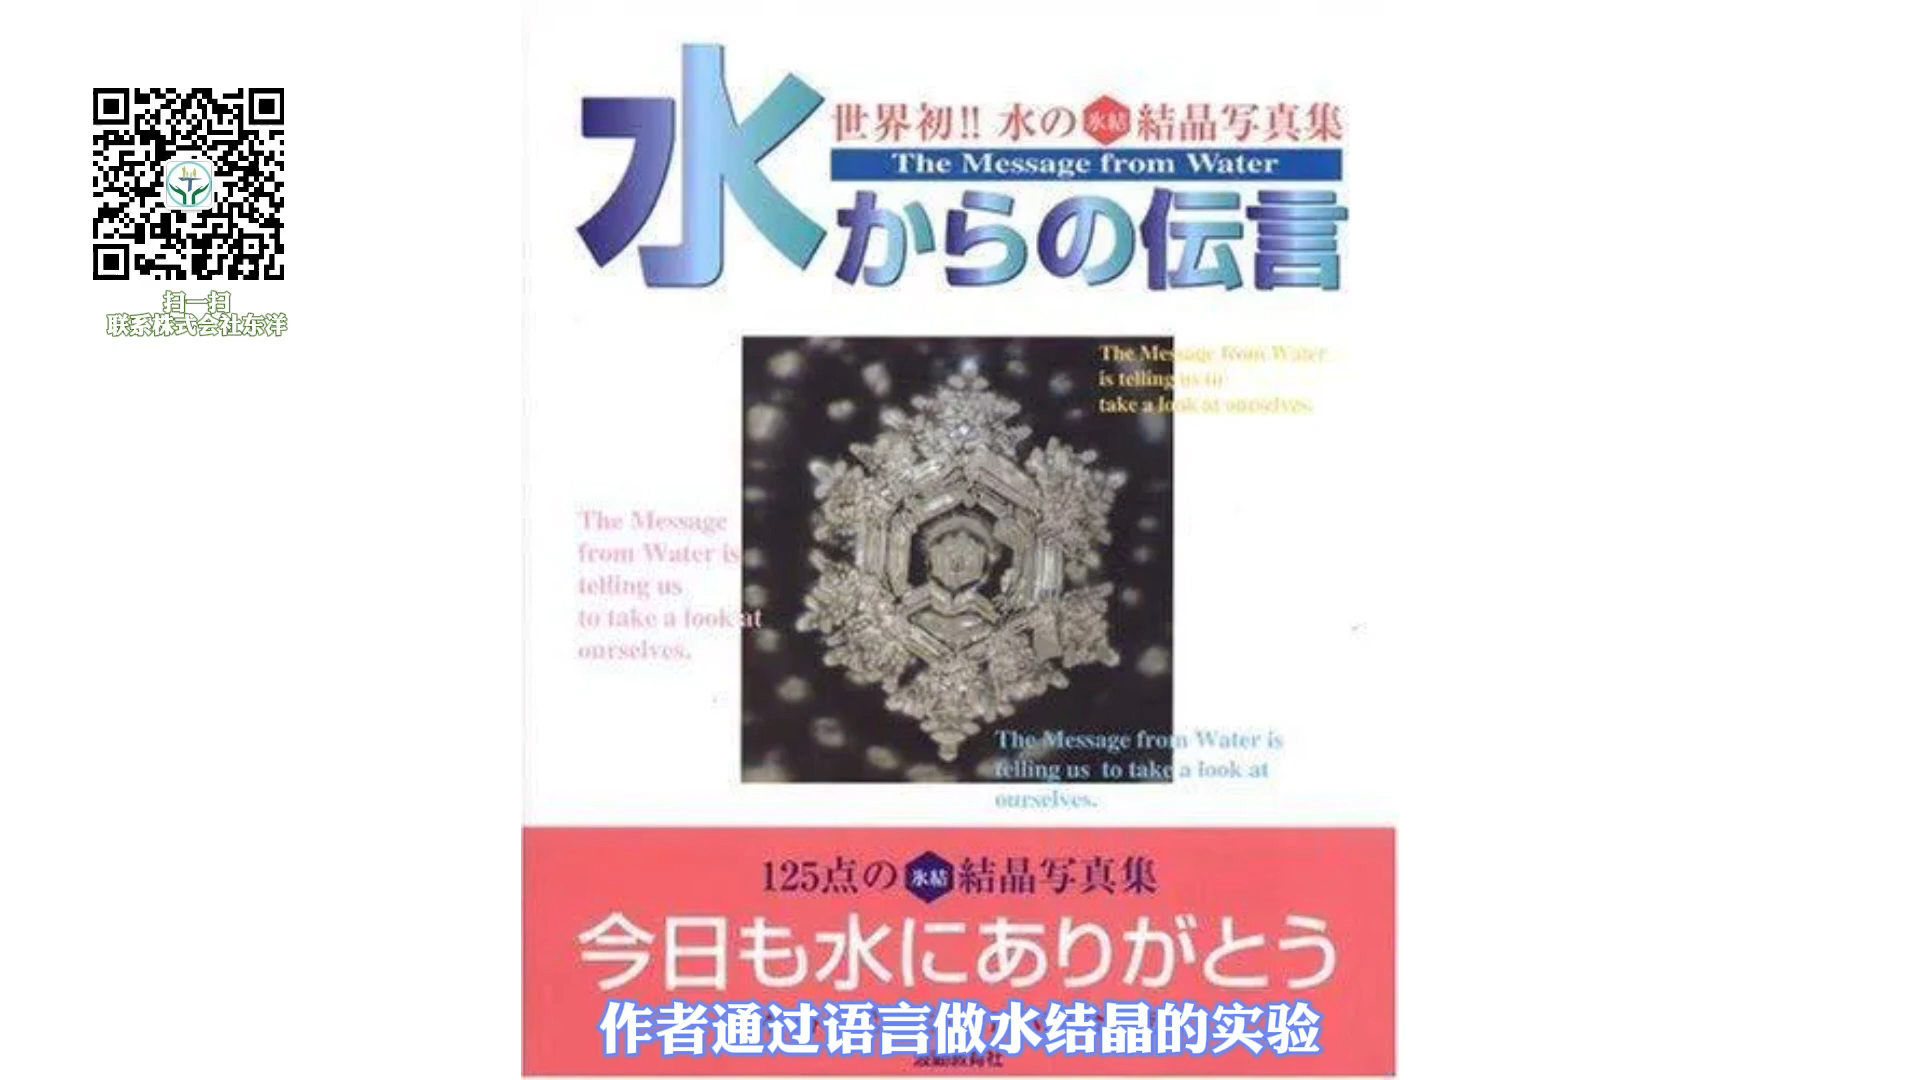 扫一扫
联系株式会社东洋
世界初!! 水の氷結結晶写真集
The Message from Water
水からの伝言
The Message from Water
is telling us to
take a look at ourselves.
The Message
from Water is
telling us
to take a look at
ourselves.
The Message from Water is
telling us to take a look at
ourselves.
125点の氷結結晶写真集
今日も水にありがとう
作者通过语言做水结晶的实验